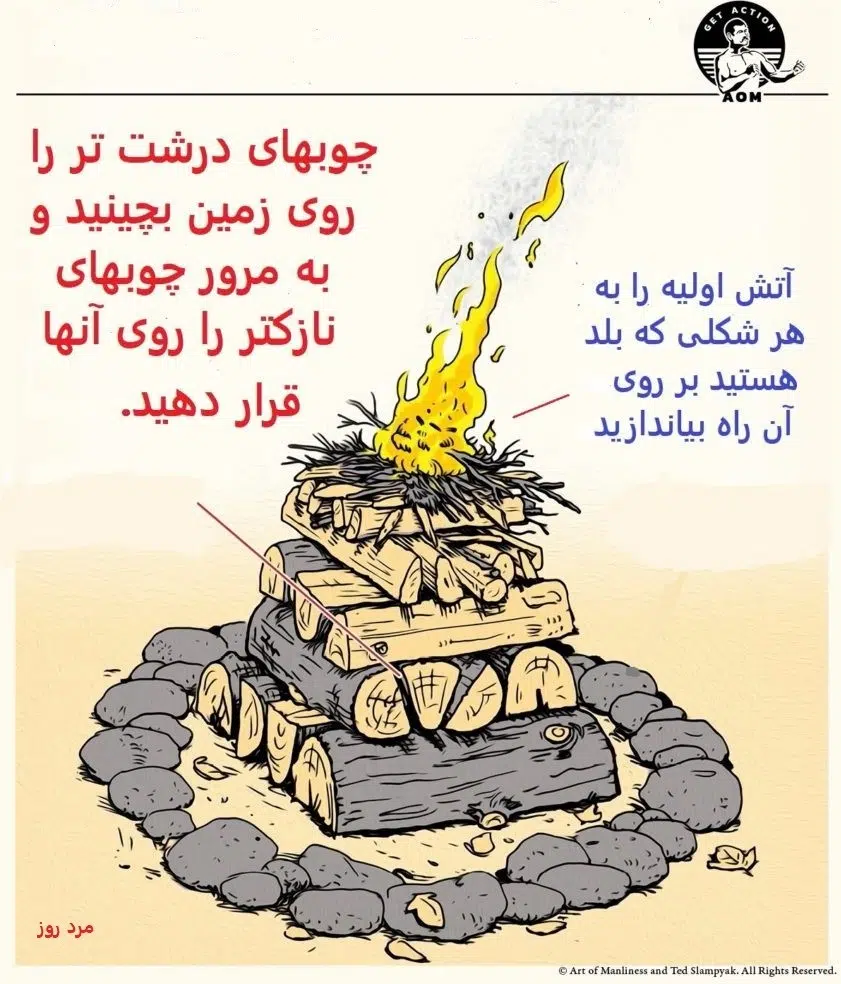 GET ACTION
AOM
چوبهای درشت تر را
روی زمین بچینید و
به مرور چوبهای
نازکتر را روی آنها
قرار دهید.
آتش اولیه را به
هر شکلی که بلد
هستید بر روی
آن راه بیاندازید
مرد روز
© Art of Manliness and Ted Slampyak. All Rights Reserved.